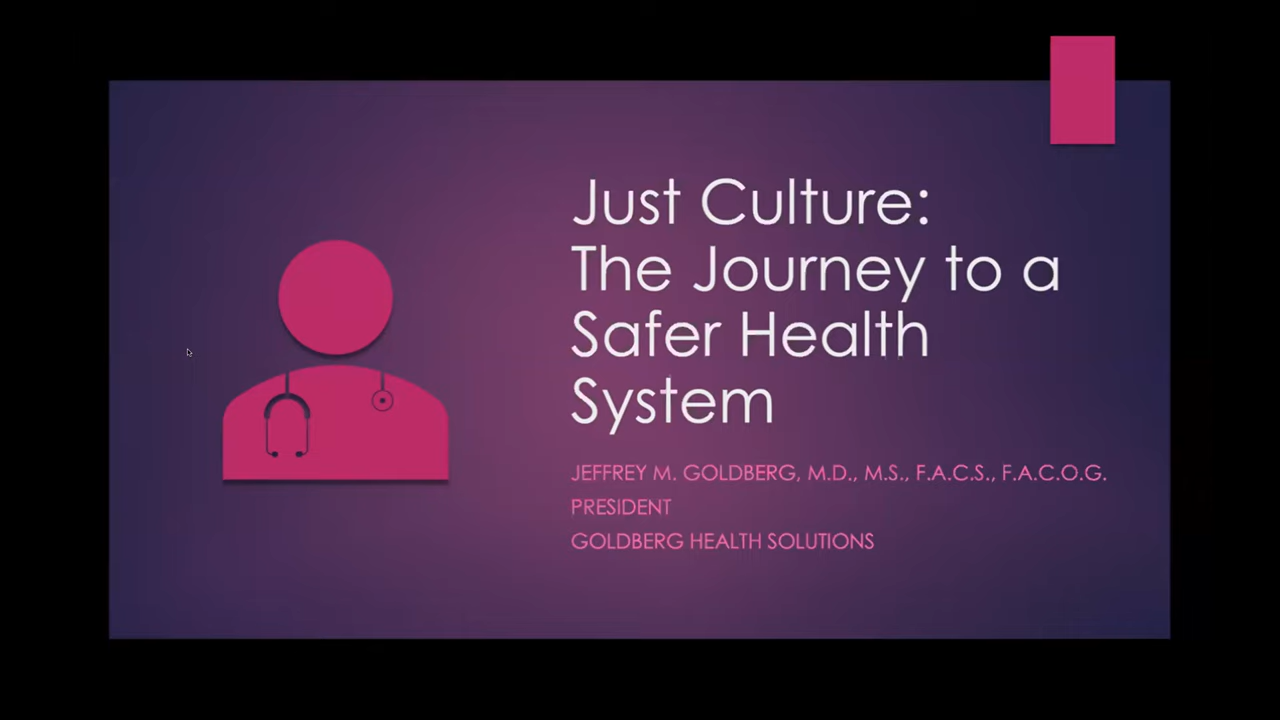 Just Culture:
The Journey to a
Safer Health
System
JEFFREY M. GOLDBERG, M.D., M.S., F.A.C.S., F.A.C.O.G.
PRESIDENT
GOLDBERG HEALTH SOLUTIONS